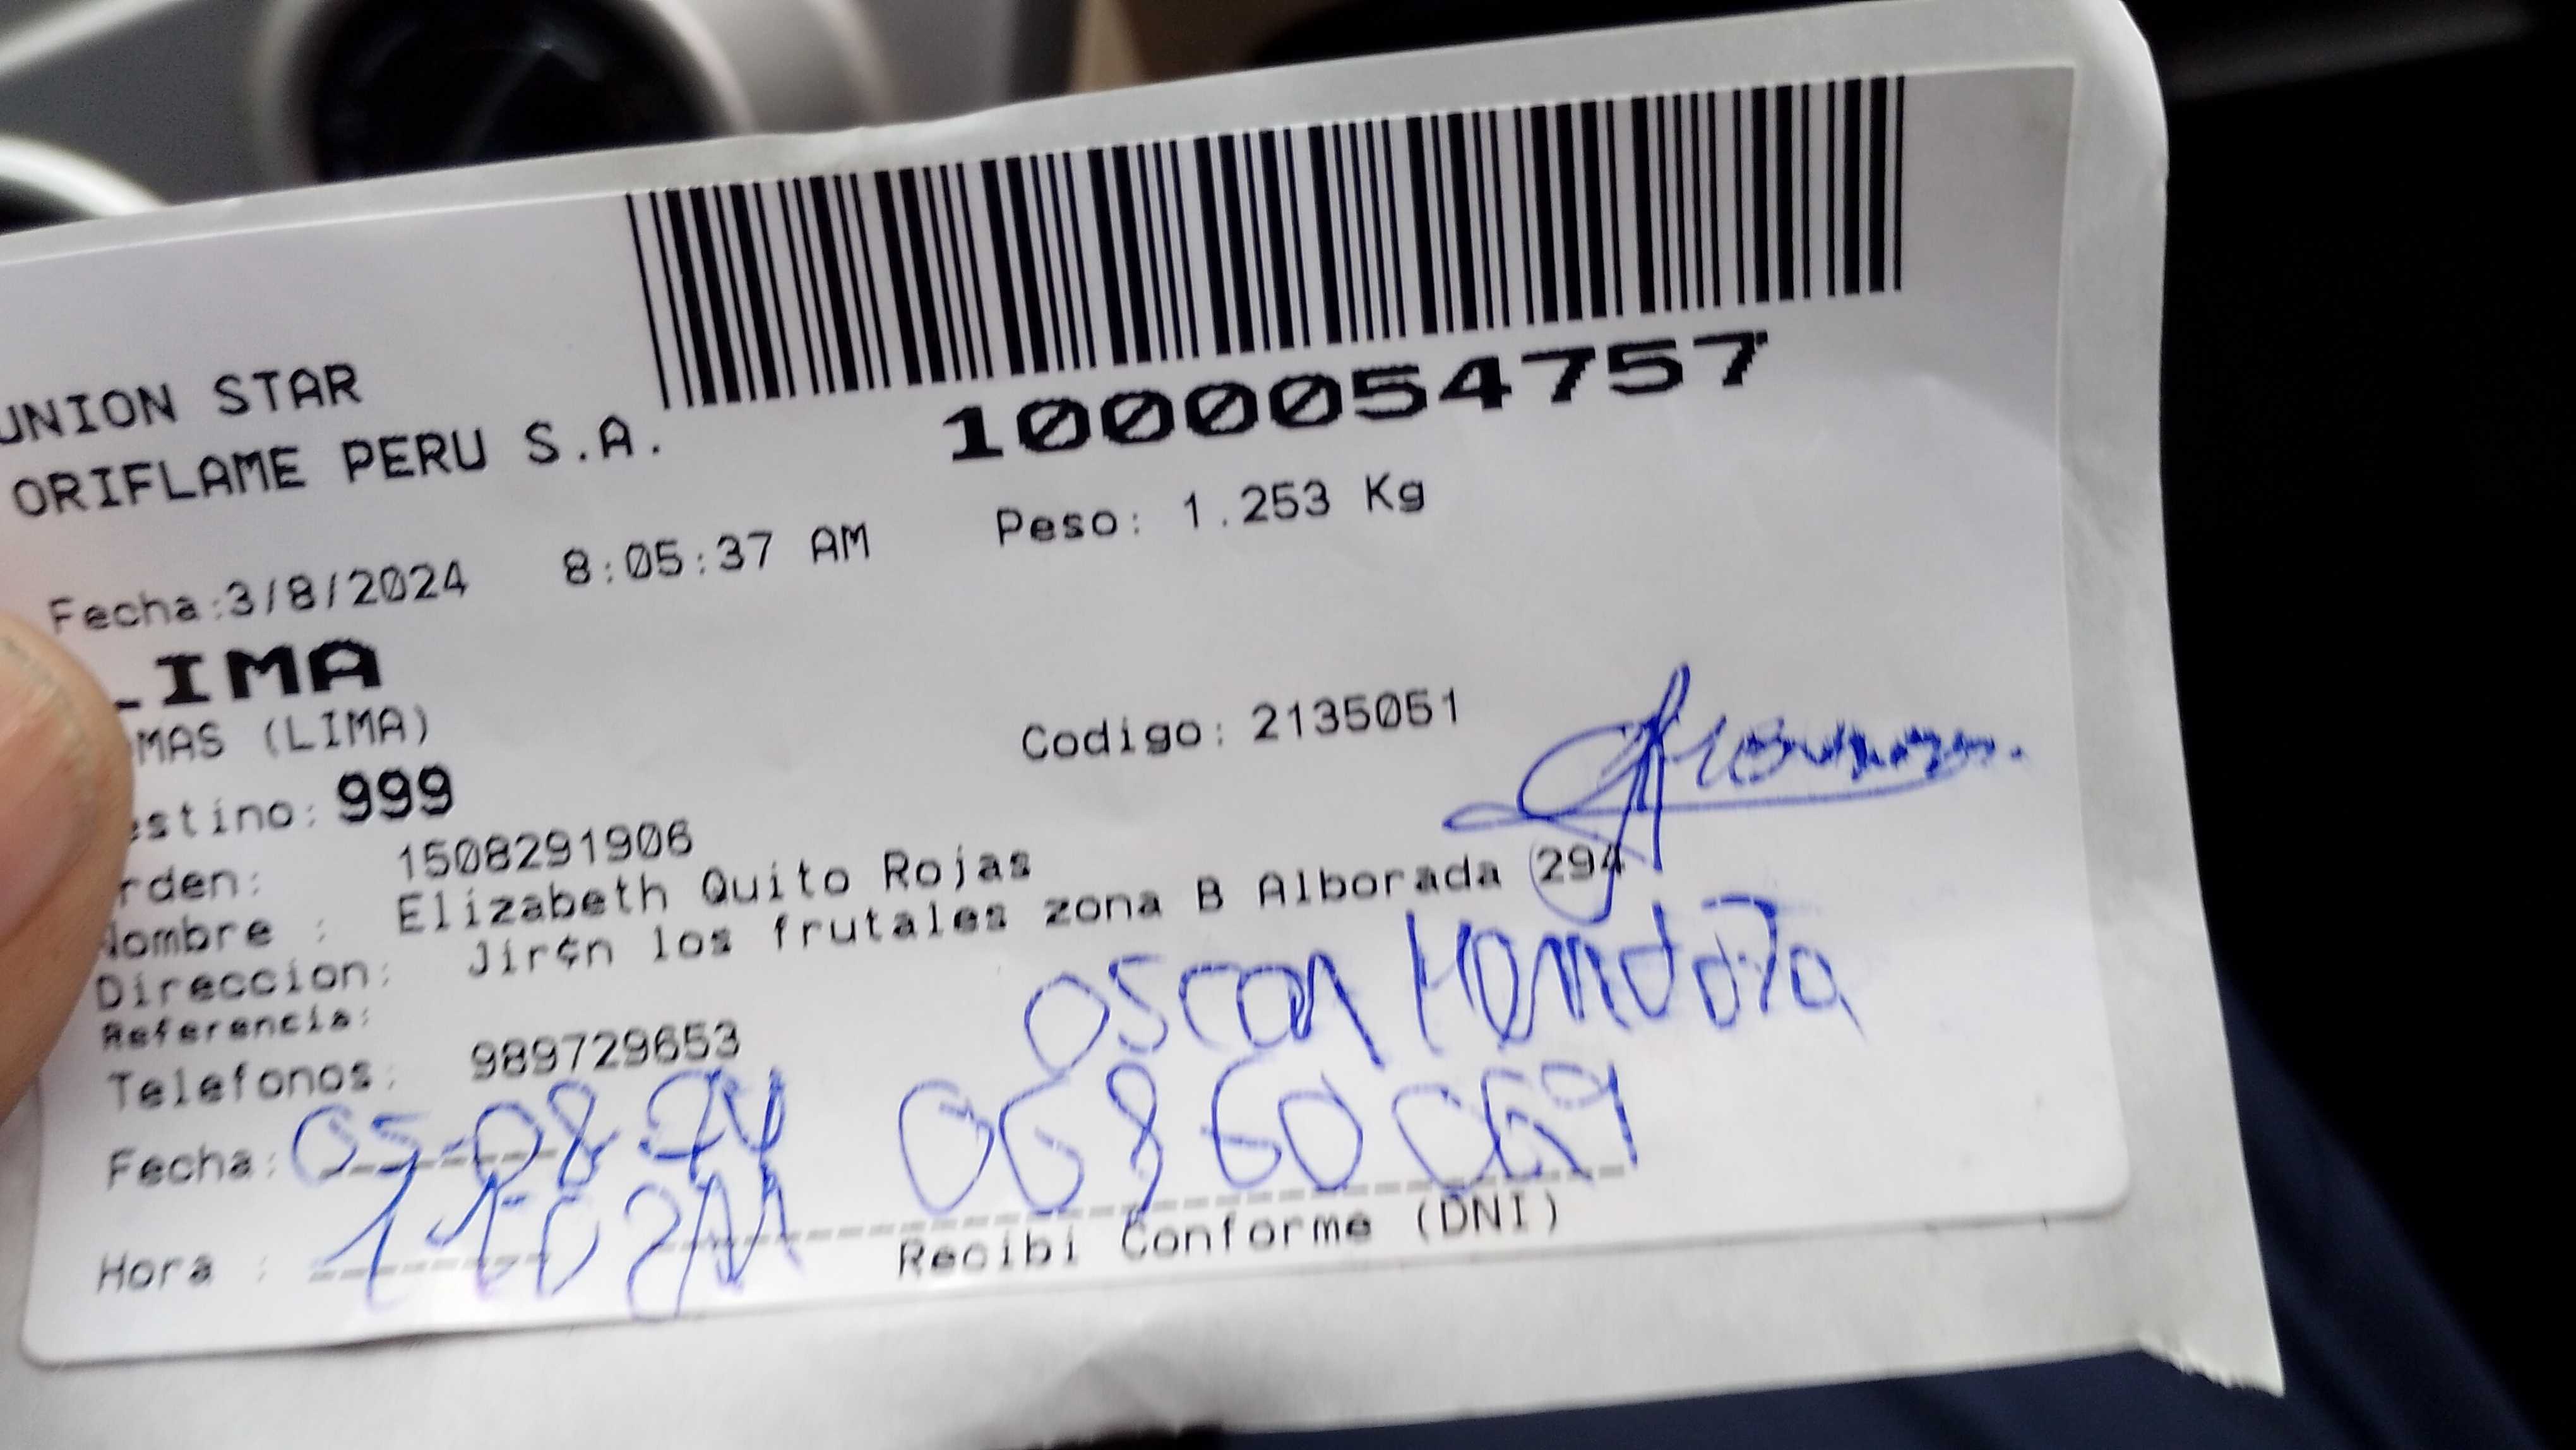 UNION STAR
ORIFLAME PERU S.A.
1000054757
Fecha:3/8/2024 8:05:37 AM Peso: 1.253 Kg
LIMA
MAS (LIMA)
Codigo: 2135051
estino: 999
rden: 1508291906
Nombre : Elizabeth Quito Rojas
Direccion: Jir¢n los frutales zona B Alborada 294
Referencia:
Telefonos: 989729653
Oscar Mendoza
Fecha: 05-08-24
Hora :
Recibi Conforme (DNI)